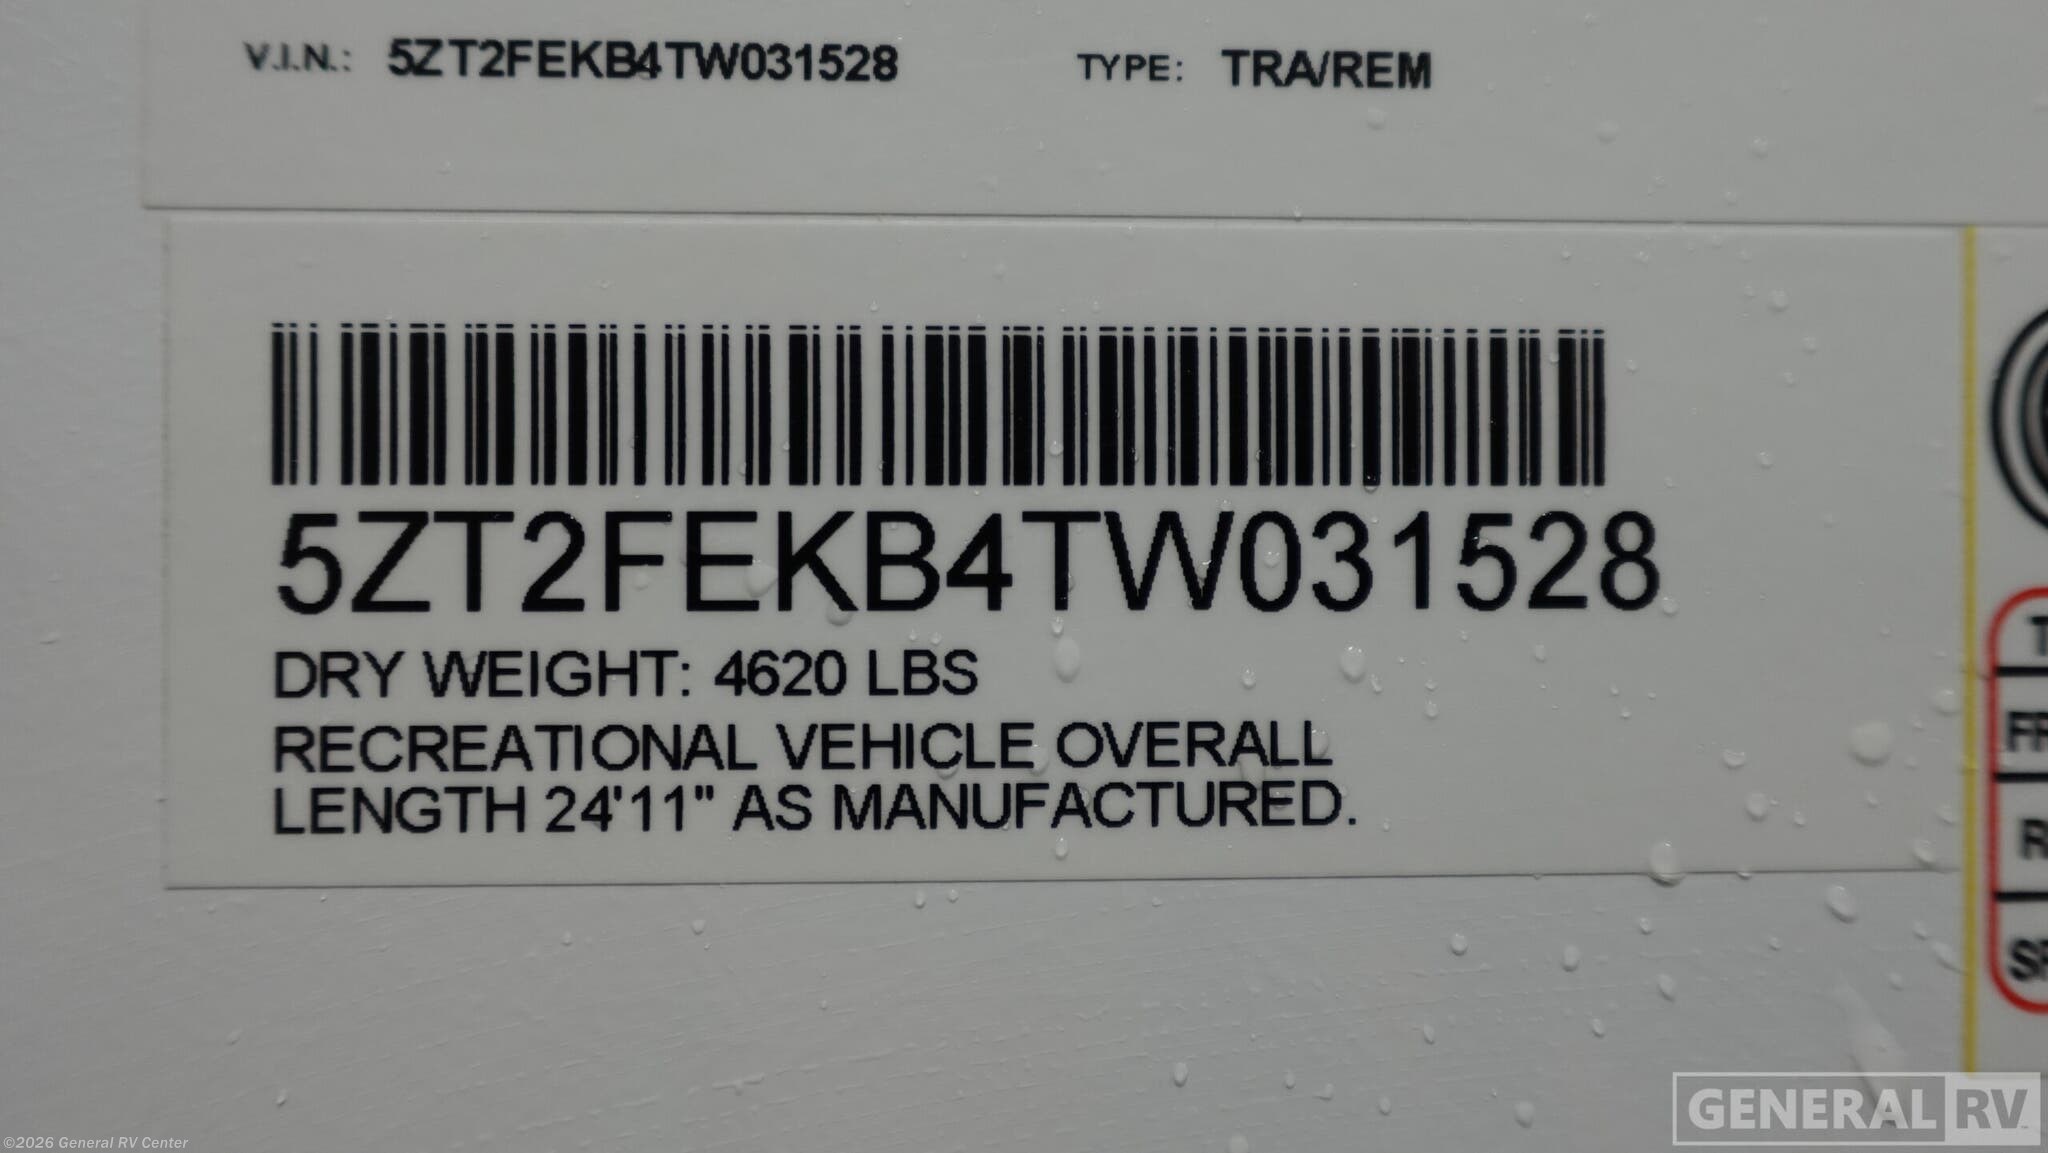 V.I.N.: 5ZT2FEKB4TW031528 TYPE: TRA/REM
5ZT2FEKB4TW031528
DRY WEIGHT: 4620 LBS
RECREATIONAL VEHICLE OVERALL
LENGTH 24'11" AS MANUFACTURED.
GENERAL RV
©2026 General RV Center